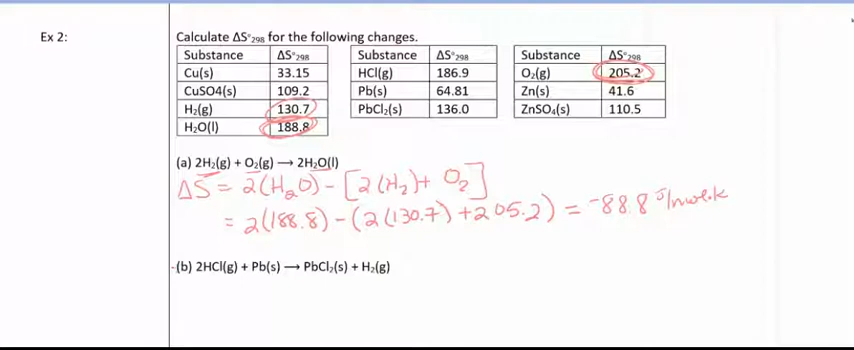 Ex 2:
Calculate ΔS°298 for the following changes.
Substance ΔS°298
Cu(s) 33.15
CuSO4(s) 109.2
H₂(g) 130.7
H₂O(l) 188.8
Substance ΔS°298
HCl(g) 186.9
Pb(s) 64.81
PbCl₂(s) 136.0
Substance ΔS°298
O₂(g) 205.2
Zn(s) 41.6
ZnSO₄(s) 110.5
(a) 2H₂(g) + O₂(g) → 2H₂O(l)
ΔS = 2(H₂O) - [2(H₂) + O₂]
= 2(188.8) - (2(130.7) + 205.2) = -88.8 J/mole.k
(b) 2HCl(g) + Pb(s) → PbCl₂(s) + H₂(g)